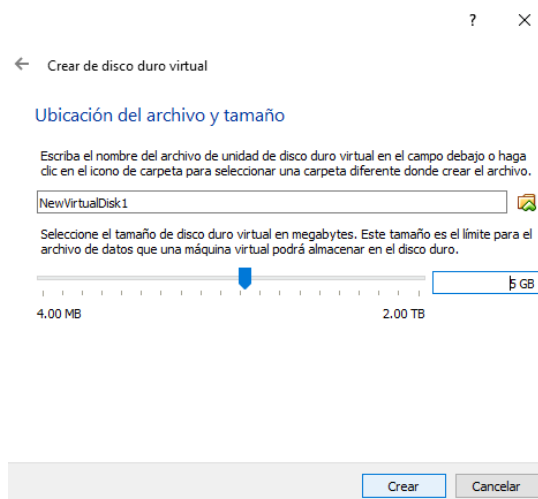 ?
Crear de disco duro virtual
Ubicación del archivo y tamaño
Escriba el nombre del archivo de unidad de disco duro virtual en el campo debajo o haga
clic en el icono de carpeta para seleccionar una carpeta diferente donde crear el archivo.
NewVirtualDisk1
Seleccione el tamaño de disco duro virtual en megabytes. Este tamaño es el límite para el
archivo de datos que una máquina virtual podrá almacenar en el disco duro.
5 GB
4.00 MB 2.00 TB
Crear Cancelar